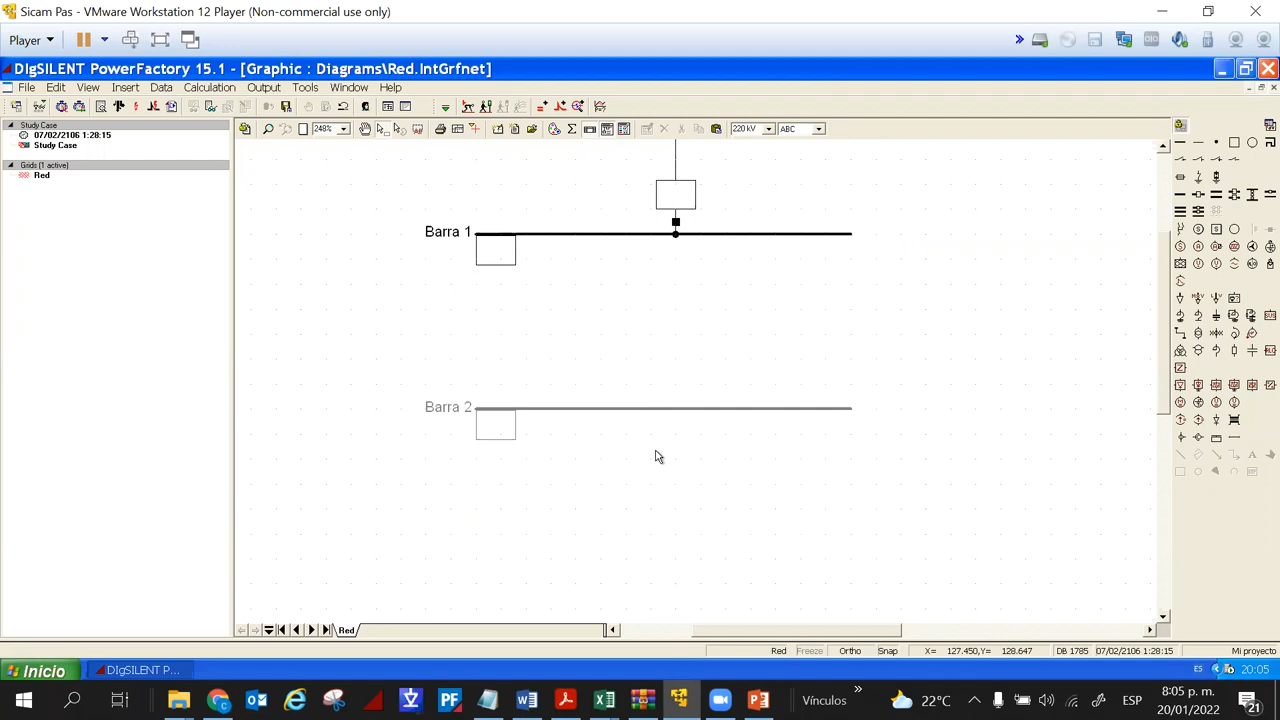 Sicam Pas - VMware Workstation 12 Player (Non-commercial use only)
Player
DIgSILENT PowerFactory 15.1 - [Graphic : Diagrams\Red.IntGrfnet]
File Edit View Insert Data Calculation Output Tools Window Help
Study Case
07/02/2106 1:28:15
Study Case
Grids (1 active)
Red
248%
220 kV
ABC
Barra 1
Barra 2
Red
Red Freeze Ortho Snap X= 127.450,Y= 128.647 DB 1785 07/02/2106 1:28:15 Mi proyecto
Inicio
DIgSILENT P...
ES
20:05
Vínculos
22°C
ESP
8:05 p. m.
20/01/2022
21